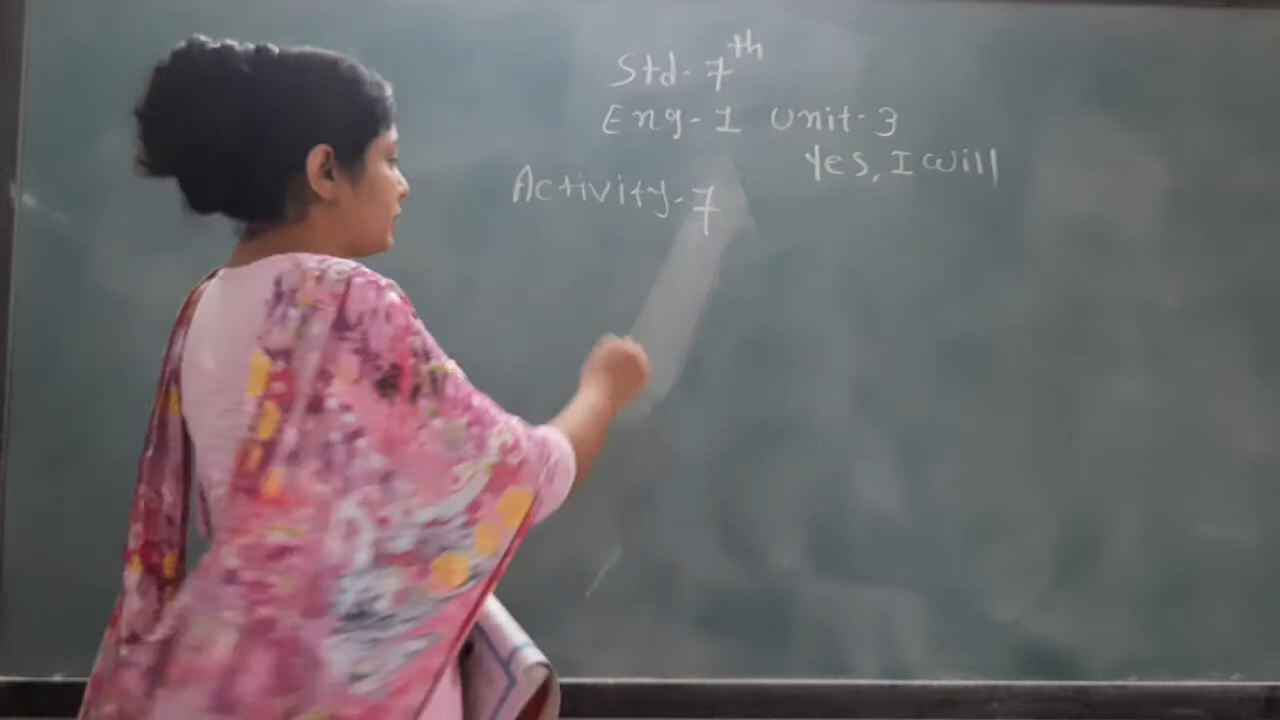 Std. 7th
Eng-1 Unit-3
Yes, I will
Activity-7